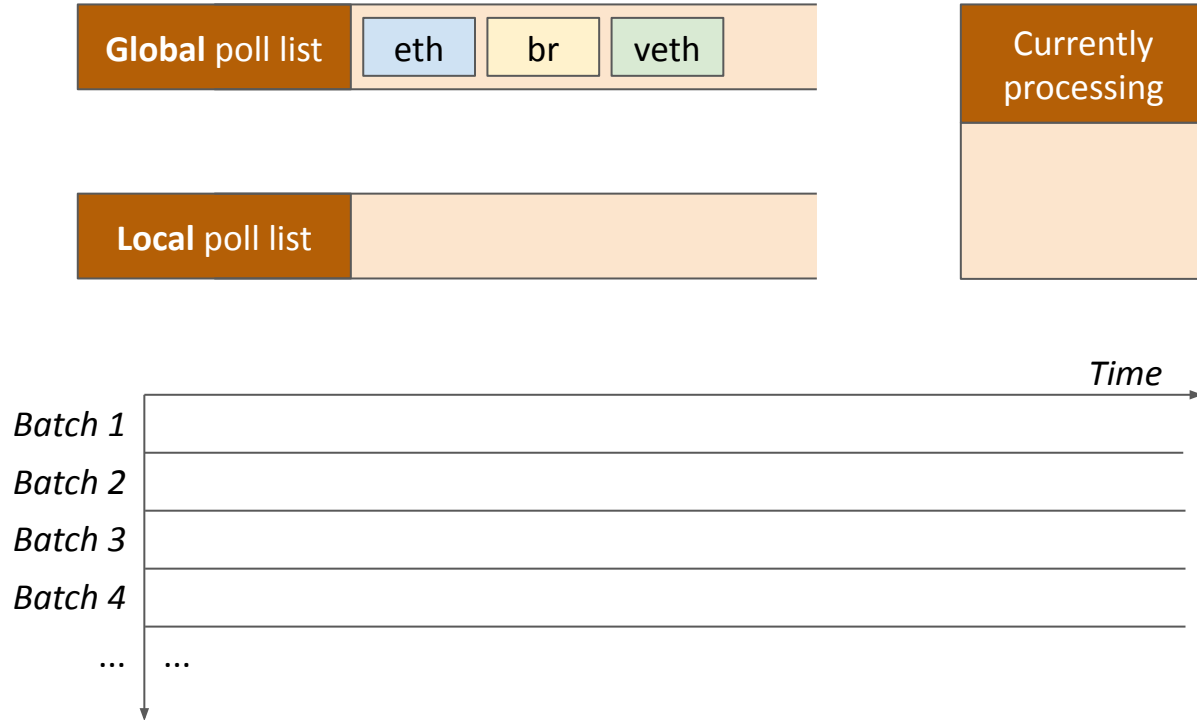 Global poll list
eth
br
veth
Currently
processing
Local poll list
Time
Batch 1
Batch 2
Batch 3
Batch 4
... ...